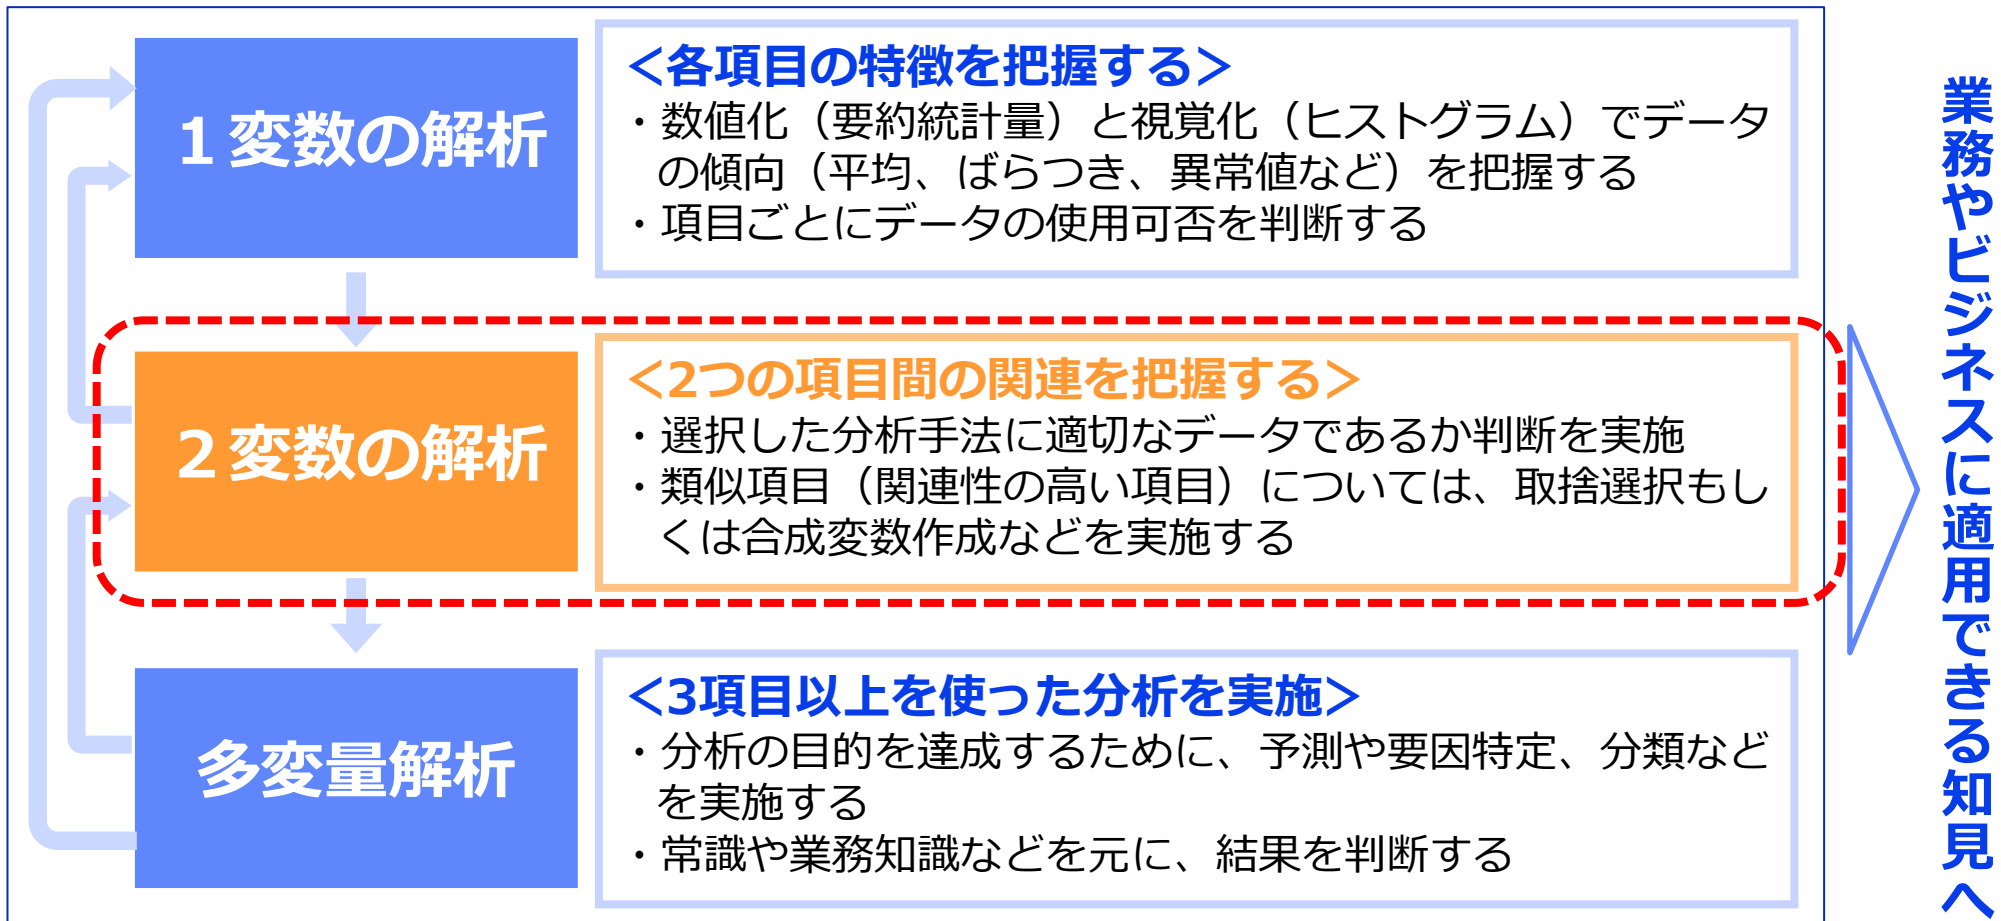 １変数の解析
＜各項目の特徴を把握する＞
・数値化（要約統計量）と視覚化（ヒストグラム）でデータ
の傾向（平均、ばらつき、異常値など）を把握する
・項目ごとにデータの使用可否を判断する
２変数の解析
＜2つの項目間の関連を把握する＞
・選択した分析手法に適切なデータであるか判断を実施
・類似項目（関連性の高い項目）については、取捨選択もし
くは合成変数作成などを実施する
多変量解析
＜3項目以上を使った分析を実施＞
・分析の目的を達成するために、予測や要因特定、分類など
を実施する
・常識や業務知識などを元に、結果を判断する
業務やビジネスに適用できる知見へ